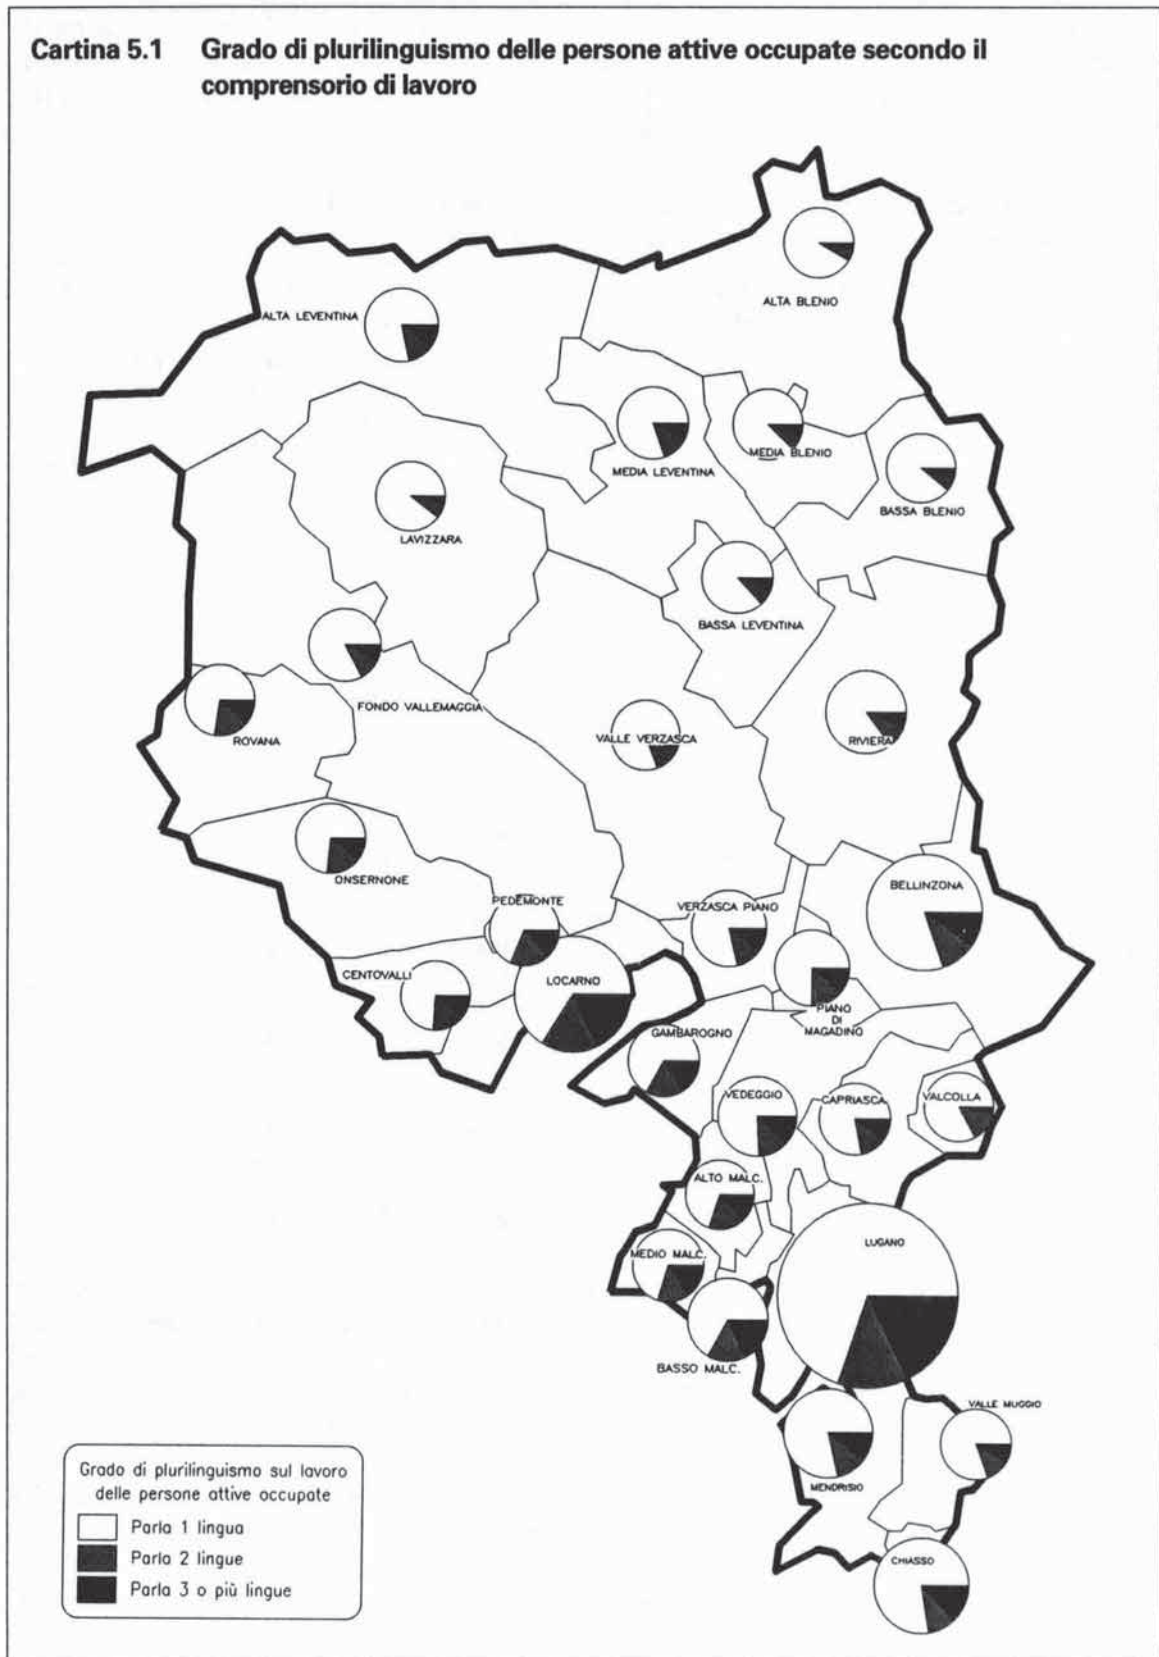 Cartina 5.1 Grado di plurilinguismo delle persone attive occupate secondo il
comprensorio di lavoro
ALTA BLENIO
ALTA LEVENTINA
MEDIA LEVENTINA
MEDIA BLENIO
BASSA BLENIO
LAVIZZARA
BASSA LEVENTINA
FONDO VALLEMAGGIA
ROVANA
VALLE VERZASCA
RIVIERA
ONSERNONE
BELLINZONA
PEDEMONTE
VERZASCA PIANO
CENTOVALLI
LOCARNO
PIANO
DI
MAGADINO
GAMBAROGNO
VEDEGGIO
CAPRIASCA
VALCOLLA
ALTO MALC.
LUGANO
MEDIO MALC.
BASSO MALC.
VALLE MUGGIO
MENDRISIO
CHIASSO
Grado di plurilinguismo sul lavoro
delle persone attive occupate
Parla 1 lingua
Parla 2 lingue
Parla 3 o più lingue